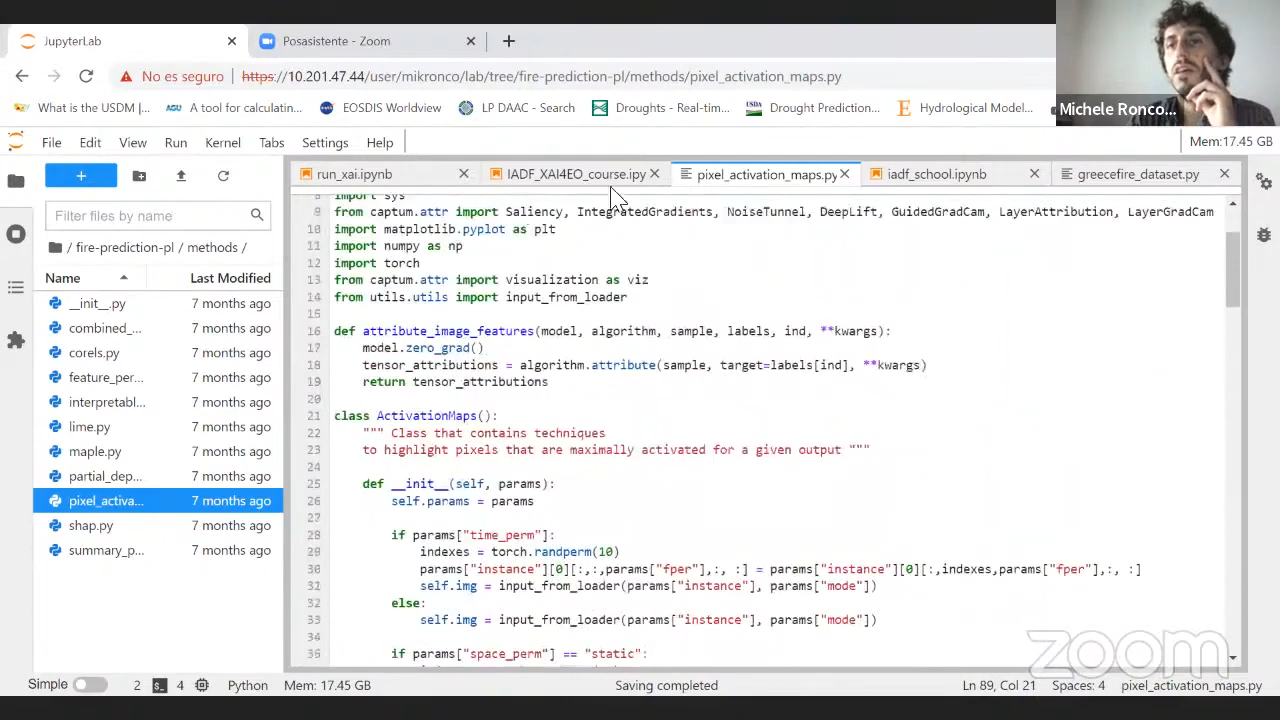 JupyterLab
Posasistente - Zoom
No es seguro
https://10.201.47.44/user/mikronco/lab/tree/fire-prediction-pl/methods/pixel_activation_maps.py
What is the USDM |...
A tool for calculatin...
EOSDIS Worldview
LP DAAC - Search
Droughts - Real-tim...
Drought Prediction...
Hydrological Model...
Michele Ronco...
File Edit View Run Kernel Tabs Settings Help
Mem:17.45 GB
run_xai.ipynb
IADF_XAI4EO_course.ipy
pixel_activation_maps.py
iadf_school.ipynb
greecefire_dataset.py
Filter files by name
/ fire-prediction-pl / methods /
Name Last Modified
__init__.py 7 months ago
combined_... 7 months ago
corels.py 7 months ago
feature_per... 7 months ago
interpretabl... 7 months ago
lime.py 7 months ago
maple.py 7 months ago
partial_dep... 7 months ago
pixel_activa... 7 months ago
shap.py 7 months ago
summary_p... 7 months ago
import sys
9 from captum.attr import Saliency, IntegratedGradients, NoiseTunnel, DeepLift, GuidedGradCam, LayerAttribution, LayerGradCam
10 import matplotlib.pyplot as plt
11 import numpy as np
12 import torch
13 from captum.attr import visualization as viz
14 from utils.utils import input_from_loader
15
16 def attribute_image_features(model, algorithm, sample, labels, ind, **kwargs):
17 model.zero_grad()
18 tensor_attributions = algorithm.attribute(sample, target=labels[ind], **kwargs)
19 return tensor_attributions
20
21 class ActivationMaps():
22 """ Class that contains techniques
23 to highlight pixels that are maximally activated for a given output """
24
25 def __init__(self, params):
26 self.params = params
27
28 if params["time_perm"]:
indexes = torch.randperm(10)
30 params["instance"][0][:,:,params["fper"],:, :] = params["instance"][0][:,indexes,params["fper"],:, :]
self.img = input_from_loader(params["instance"], params["mode"])
else:
33 self.img = input_from_loader(params["instance"], params["mode"])
34
if params["space_perm"] == "static":
zoom
Simple 2 4 Python Mem: 17.45 GB Saving completed Ln 89, Col 21 Spaces: 4 pixel_activation_maps.py